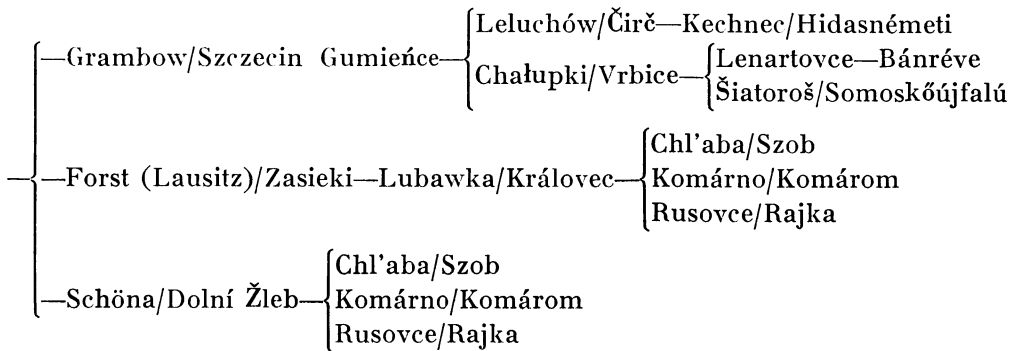 Leluchów/Čirč—Kechnec/Hidasnémeti
—Grambow/Szczecin Gumieńce—
Chałupki/Vrbice—
Lenartovce—Bánréve
Šiatoroš/Somoskőújfalú
Chl'aba/Szob
—Forst (Lausitz)/Zasieki—Lubawka/Královec—
Komárno/Komárom
Rusovce/Rajka
Chl'aba/Szob
—Schöna/Dolní Žleb—
Komárno/Komárom
Rusovce/Rajka